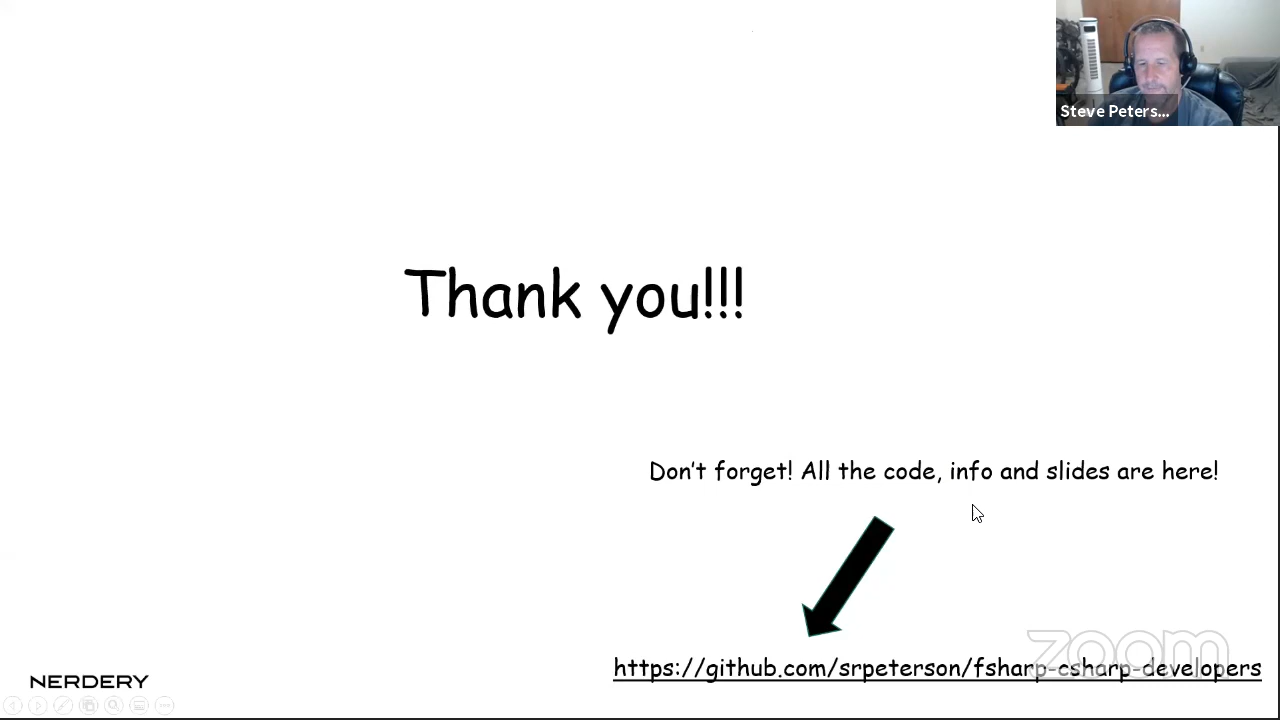 Steve Peters...
Thank you!!!
Don't forget! All the code, info and slides are here!
zoom
https://github.com/srpeterson/fsharp-csharp-developers
NERDERY